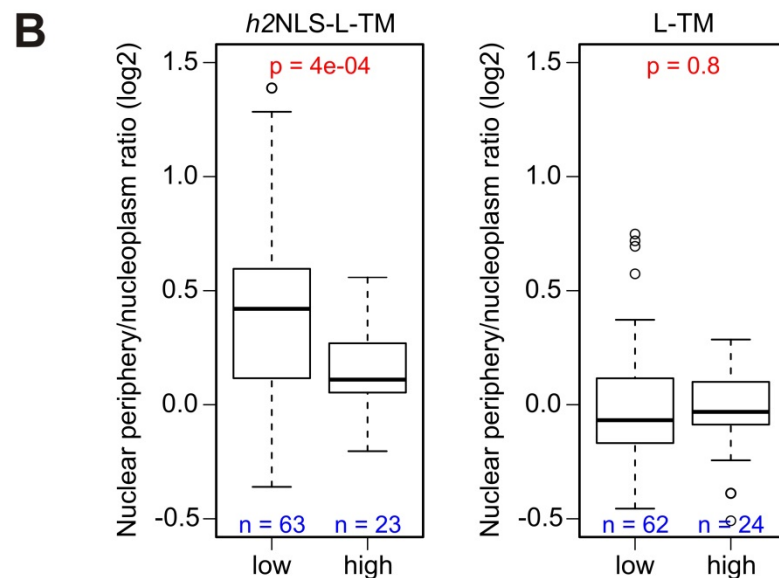 B
h2NLS-L-TM
Nuclear periphery/nucleoplasm ratio (log2)
p = 4e-04
1.5
1.0
0.5
0.0
-0.5
n = 63
n = 23
low
high
L-TM
Nuclear periphery/nucleoplasm ratio (log2)
p = 0.8
1.5
1.0
0.5
0.0
-0.5
n = 62
n = 24
low
high